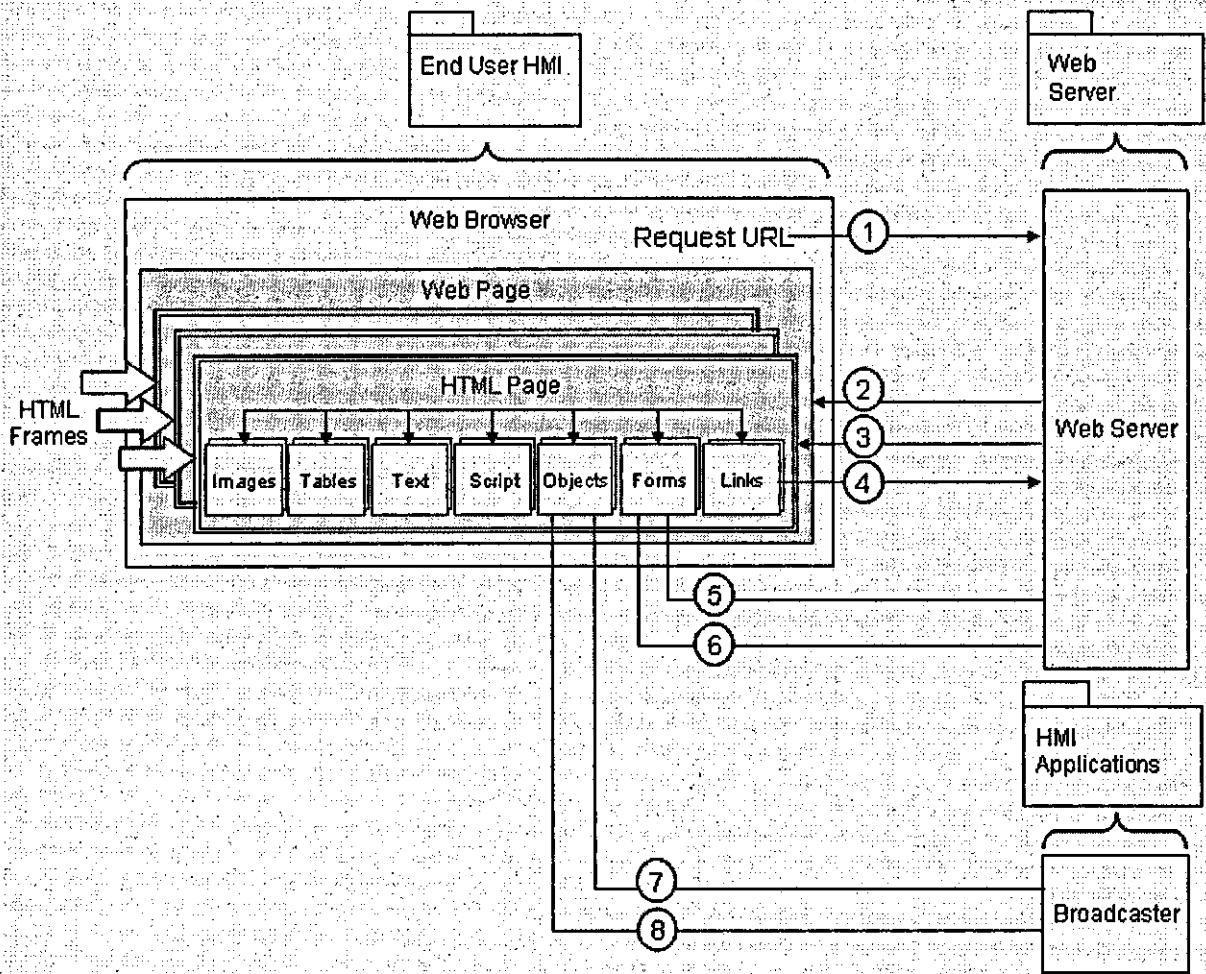 End User HMI
Web
Server
Web Browser
Request URL
1
Web Page
HTML Page
HTML
Frames
2
3
4
Web Server
Images
Tables
Text
Script
Objects
Forms
Links
5
6
HMI
Applications
7
8
Broadcaster